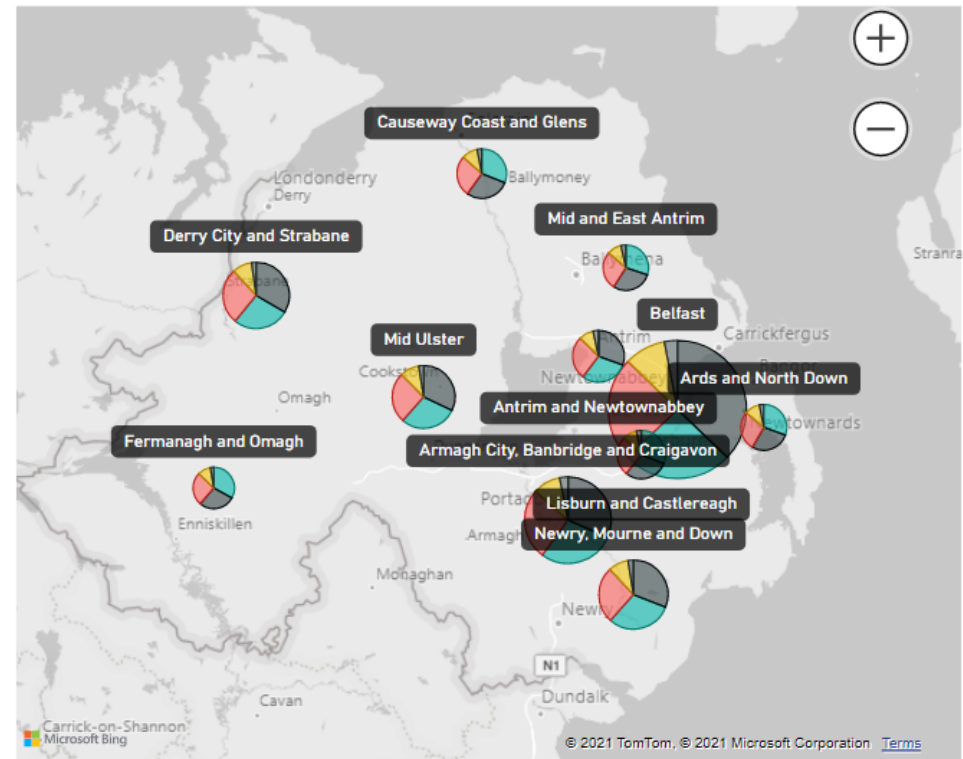 +
Causeway Coast and Glens
−
Londonderry
Derry
Ballymoney
Mid and East Antrim
Derry City and Strabane
Stranra
Ballymena
Strabane
Belfast
Mid Ulster
Antrim
Carrickfergus
Cookstown
Newtownabbey
Bangor
Ards and North Down
Omagh
Antrim and Newtownabbey
Newtownards
Fermanagh and Omagh
Armagh City, Banbridge and Craigavon
Portad
Lisburn and Castlereagh
Enniskillen
Armagh
Newry, Mourne and Down
Monaghan
Newry
N1
Dundalk
Cavan
Carrick-on-Shannon
Microsoft Bing
© 2021 TomTom, © 2021 Microsoft Corporation Terms